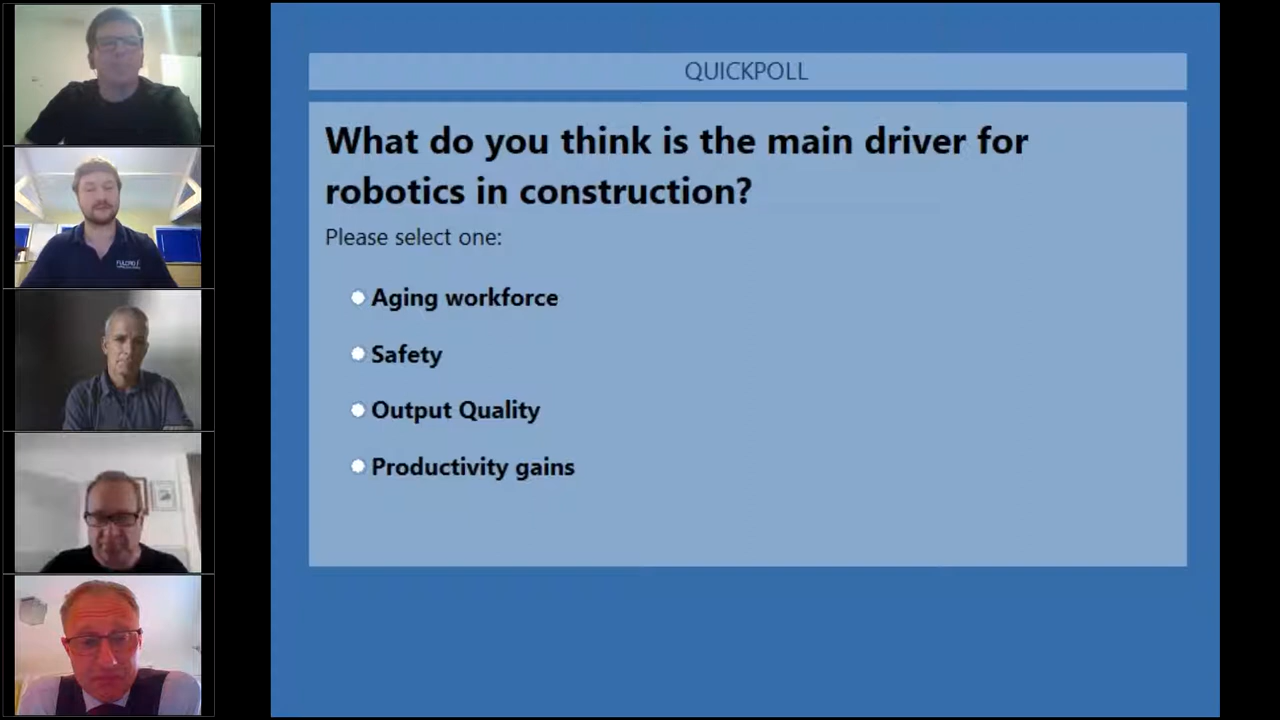 QUICKPOLL
What do you think is the main driver for
robotics in construction?
Please select one:
Aging workforce
Safety
Output Quality
Productivity gains